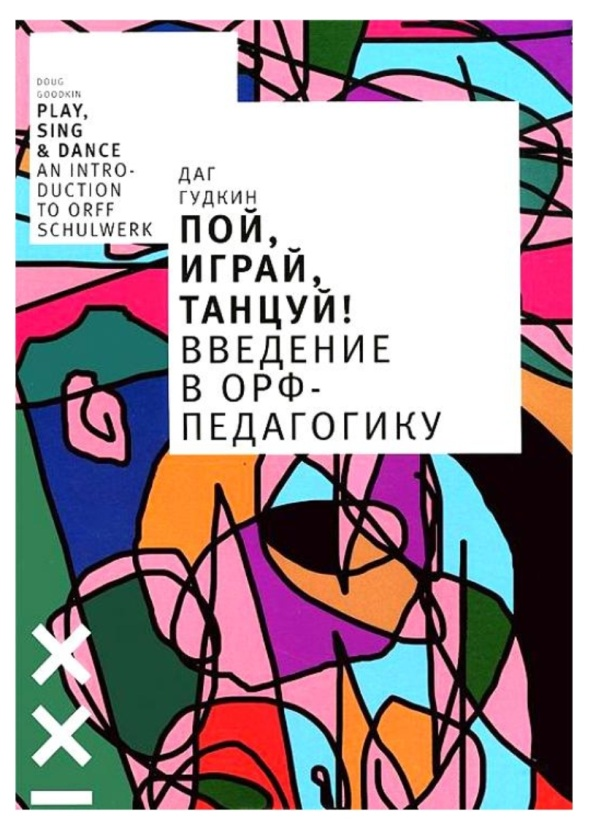 DOUG
GOODKIN
PLAY,
SING
& DANCE
AN INTRO-
DUCTION
TO ORFF
SCHULWERK
ДАГ
ГУДКИН
ПОЙ,
ИГРАЙ,
ТАНЦУЙ!
ВВЕДЕНИЕ
В ОРФ-
ПЕДАГОГИКУ
XXI